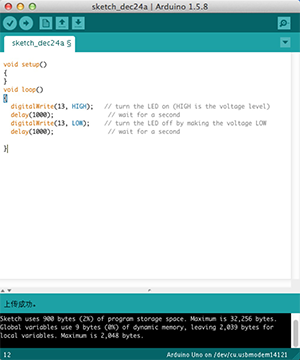 sketch_dec24a | Arduino 1.5.8
sketch_dec24a §
void setup()
{
}
void loop()
{
digitalWrite(13, HIGH); // turn the LED on (HIGH is the voltage level)
delay(1000); // wait for a second
digitalWrite(13, LOW); // turn the LED off by making the voltage LOW
delay(1000); // wait for a second
}
上传成功。
Sketch uses 900 bytes (2%) of program storage space. Maximum is 32,256 bytes.
Global variables use 9 bytes (0%) of dynamic memory, leaving 2,039 bytes for
local variables. Maximum is 2,048 bytes.
12
Arduino Uno on /dev/cu.usbmodem14121